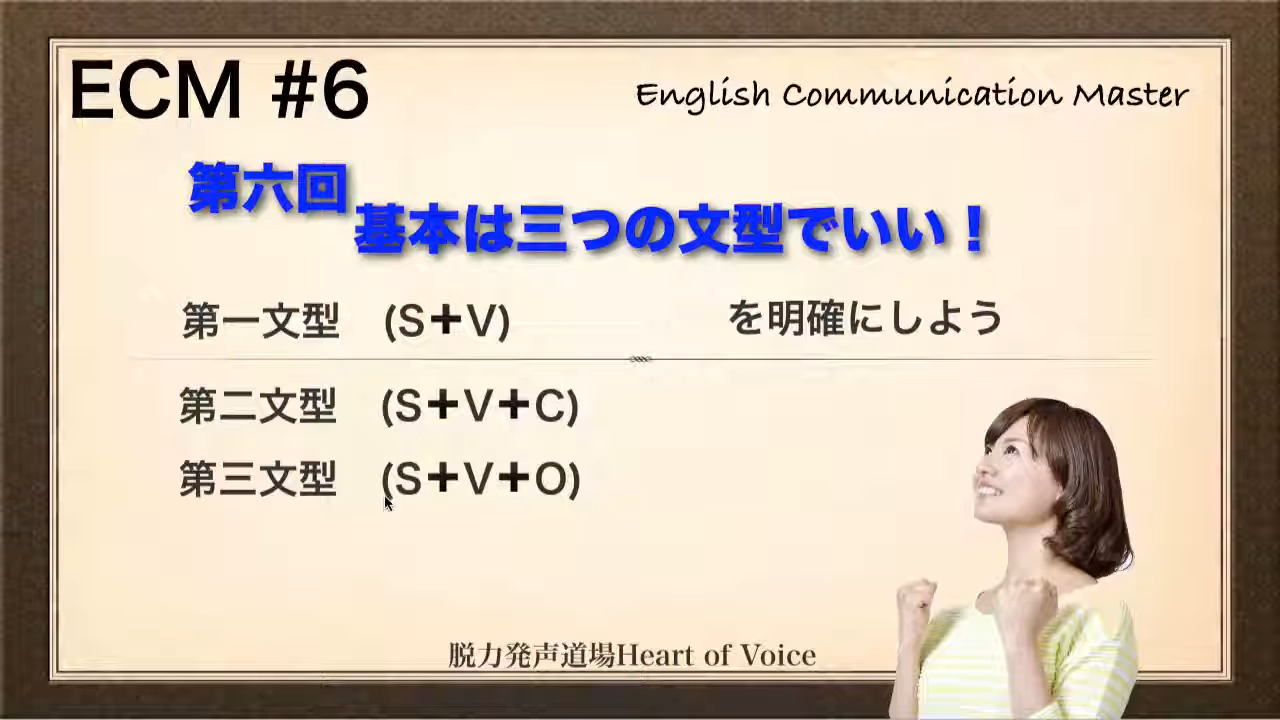 ECM #6
English Communication Master
第六回
基本は三つの文型でいい！
第一文型 (S+V) を明確にしよう
第二文型 (S+V+C)
第三文型 (S+V+O)
脱力発声道場Heart of Voice